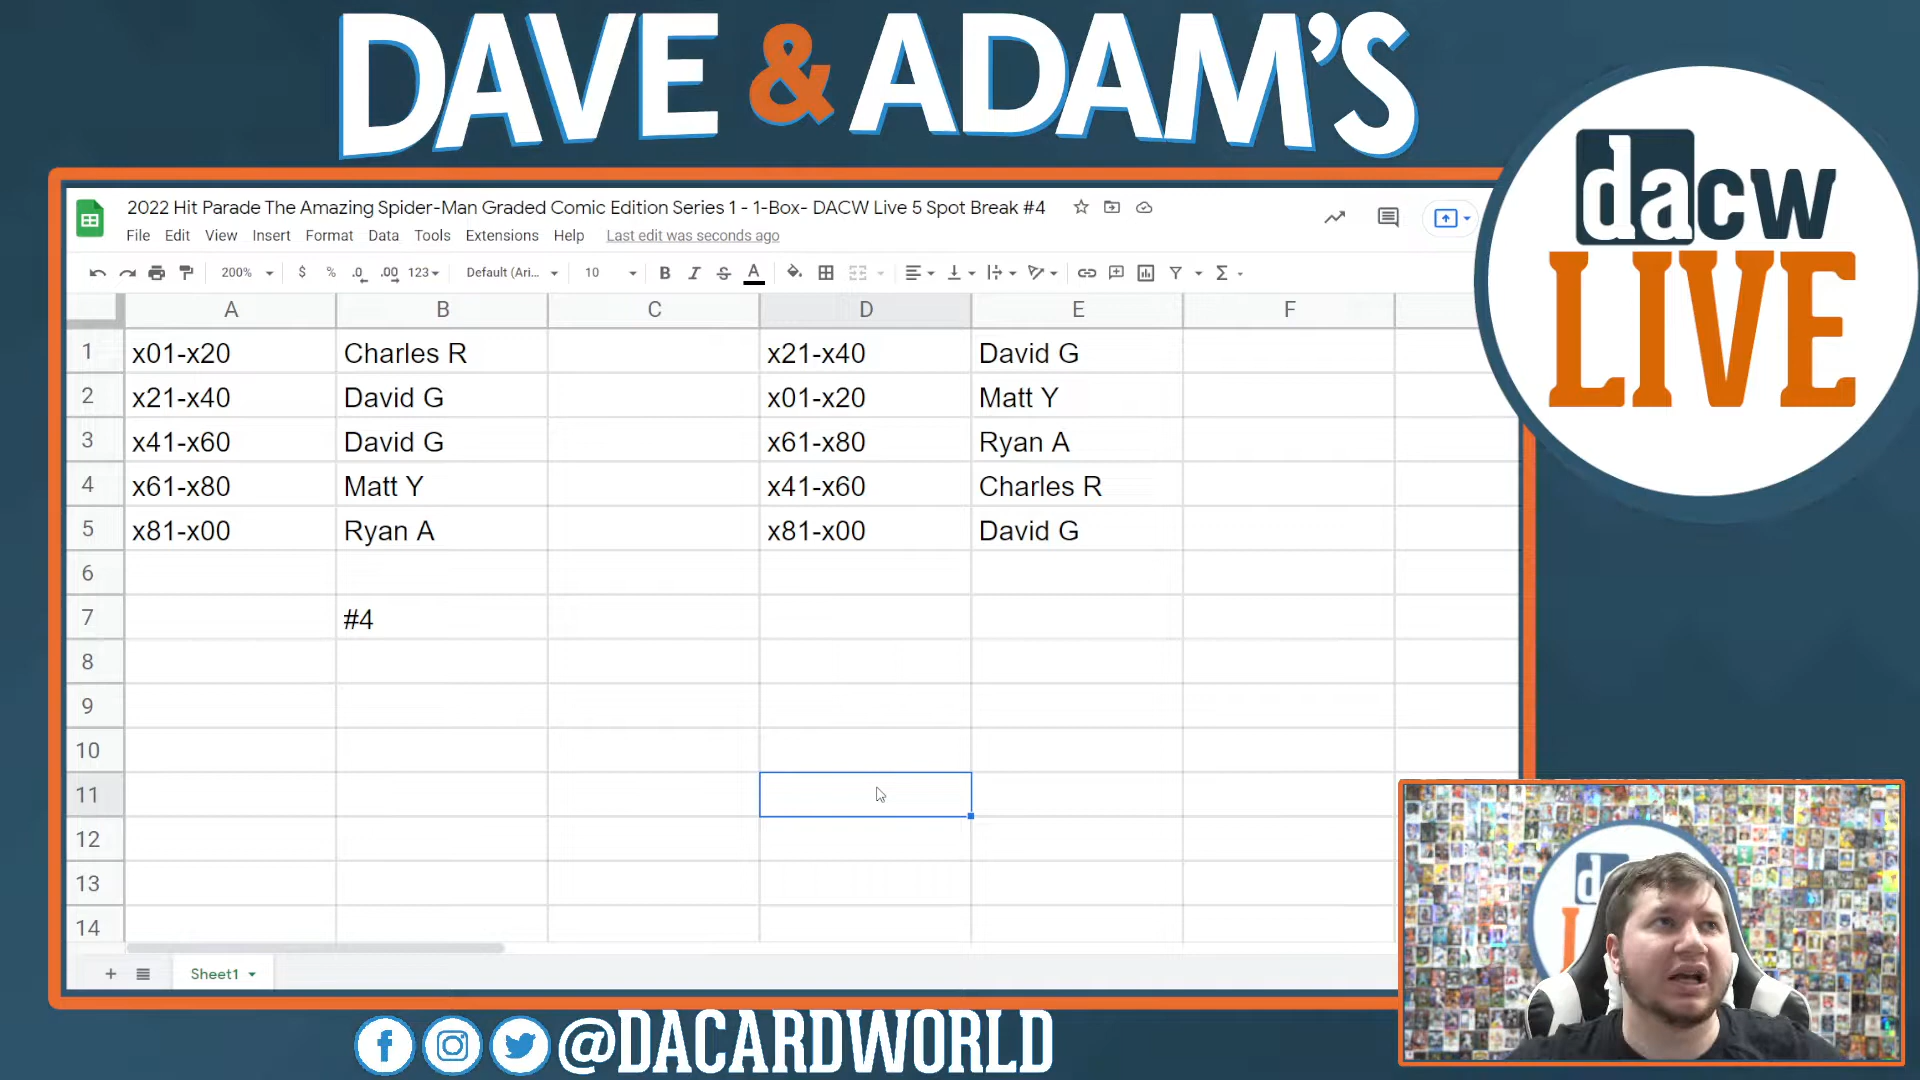 DAVE & ADAM'S
dacw
LIVE
2022 Hit Parade The Amazing Spider-Man Graded Comic Edition Series 1 - 1-Box- DACW Live 5 Spot Break #4
File Edit View Insert Format Data Tools Extensions Help Last edit was seconds ago
200% $ % .0 .00 123 Default (Ari... 10 B I S A Σ
A B C D E F
1 x01-x20 Charles R x21-x40 David G
2 x21-x40 David G x01-x20 Matt Y
3 x41-x60 David G x61-x80 Ryan A
4 x61-x80 Matt Y x41-x60 Charles R
5 x81-x00 Ryan A x81-x00 David G
6
7 #4
8
9
10
11
12
13
14
+ Sheet1
@DACARDWORLD